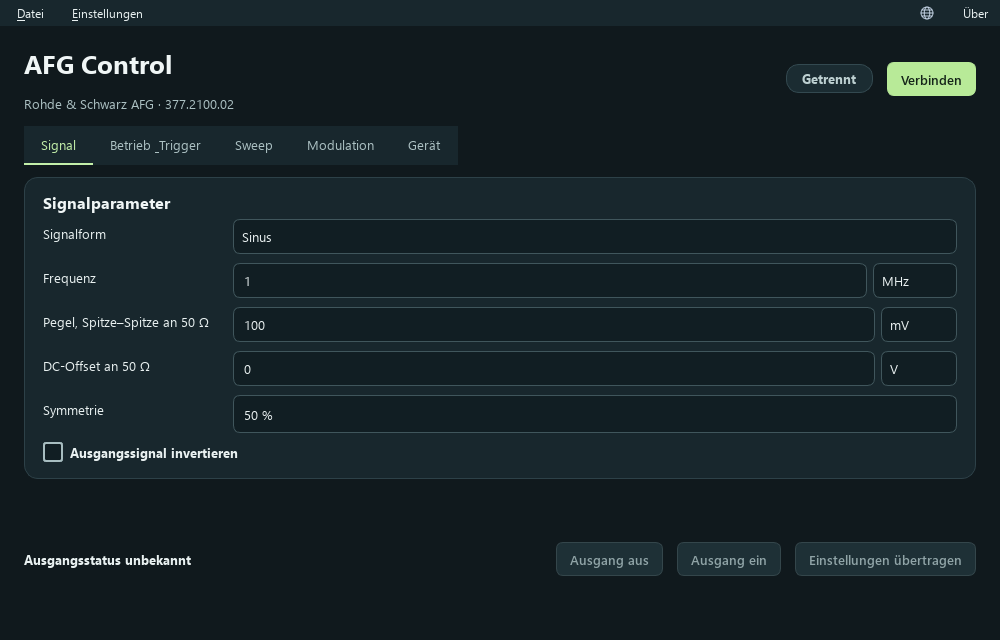 Datei Einstellungen Über
AFG Control
Getrennt Verbinden
Rohde & Schwarz AFG · 377.2100.02
Signal Betrieb _Trigger Sweep Modulation Gerät
Signalparameter
Signalform Sinus
Frequenz 1 MHz
Pegel, Spitze–Spitze an 50 Ω 100 mV
DC-Offset an 50 Ω 0 V
Symmetrie 50 %
Ausgangssignal invertieren
Ausgangsstatus unbekannt Ausgang aus Ausgang ein Einstellungen übertragen